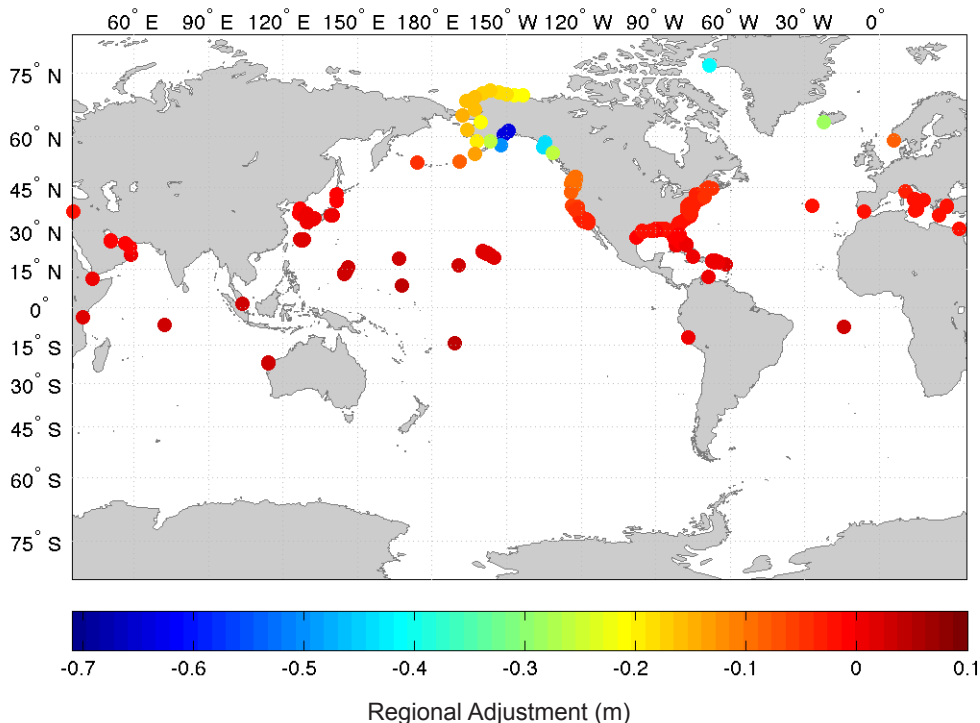 60° E 90° E 120° E 150° E 180° E 150° W 120° W 90° W 60° W 30° W 0°
75° N
60° N
45° N
30° N
15° N
0°
15° S
30° S
45° S
60° S
75° S
-0.7 -0.6 -0.5 -0.4 -0.3 -0.2 -0.1 0 0.1
Regional Adjustment (m)